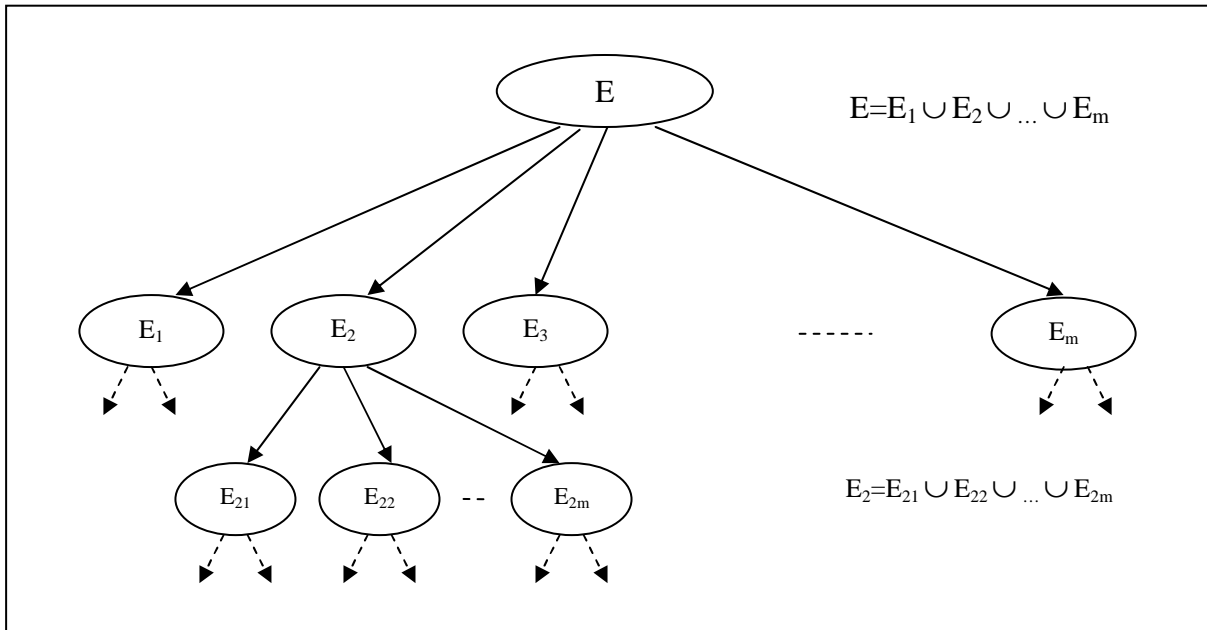 E
E=E₁ ∪ E₂ ∪ ... ∪ Eₘ
E₁ E₂ E₃ Eₘ
E₂₁ E₂₂ E₂ₘ
E₂=E₂₁ ∪ E₂₂ ∪ ... ∪ E₂ₘ